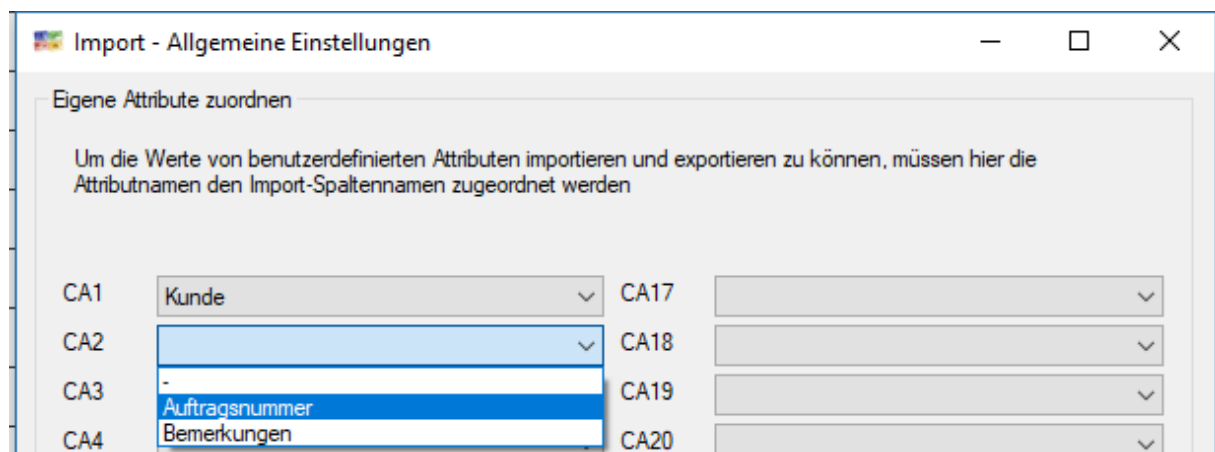 Import - Allgemeine Einstellungen
Eigene Attribute zuordnen
Um die Werte von benutzerdefinierten Attributen importieren und exportieren zu können, müssen hier die
Attributnamen den Import-Spaltennamen zugeordnet werden
CA1 Kunde CA17
CA2 CA18
CA3 - CA19
Auftragsnummer
CA4 Bemerkungen CA20